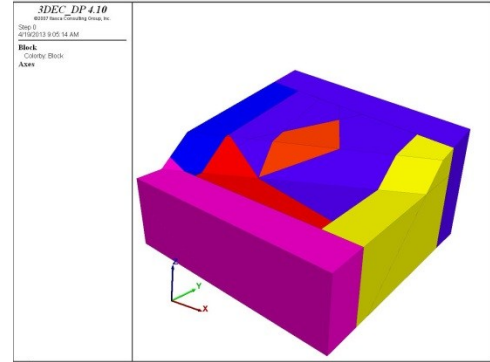 3DEC_DP 4.10
©2007 Itasca Consulting Group, Inc.
Step 0
4/19/2013 9:05:14 AM
Block
Colorby: Block
Axes
Z
Y
X